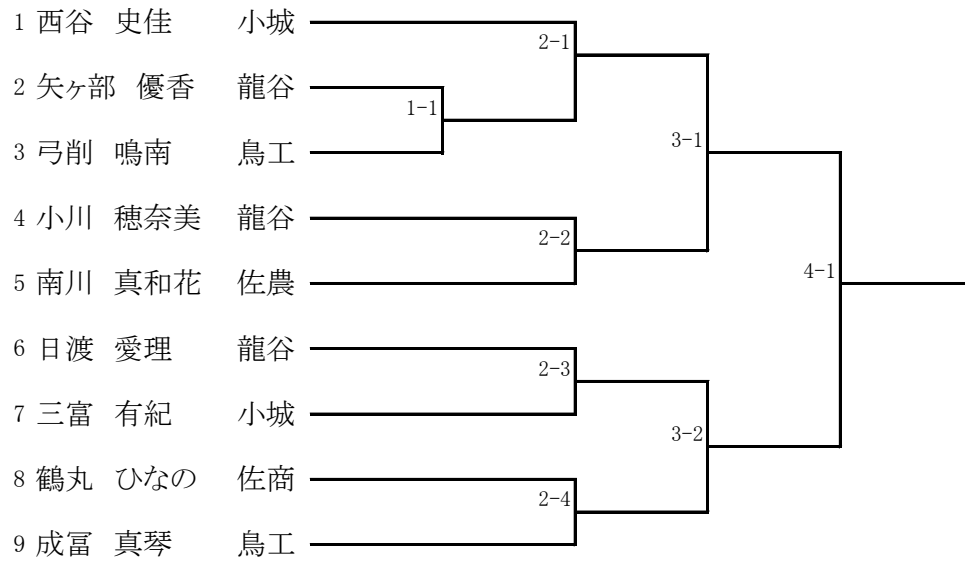 1 西谷 史佳 小城
2-1
2 矢ヶ部 優香 龍谷
1-1
3 弓削 鳴南 鳥工
3-1
4 小川 穂奈美 龍谷
2-2
5 南川 真和花 佐農
4-1
6 日渡 愛理 龍谷
2-3
7 三富 有紀 小城
3-2
8 鶴丸 ひなの 佐商
2-4
9 成冨 真琴 鳥工